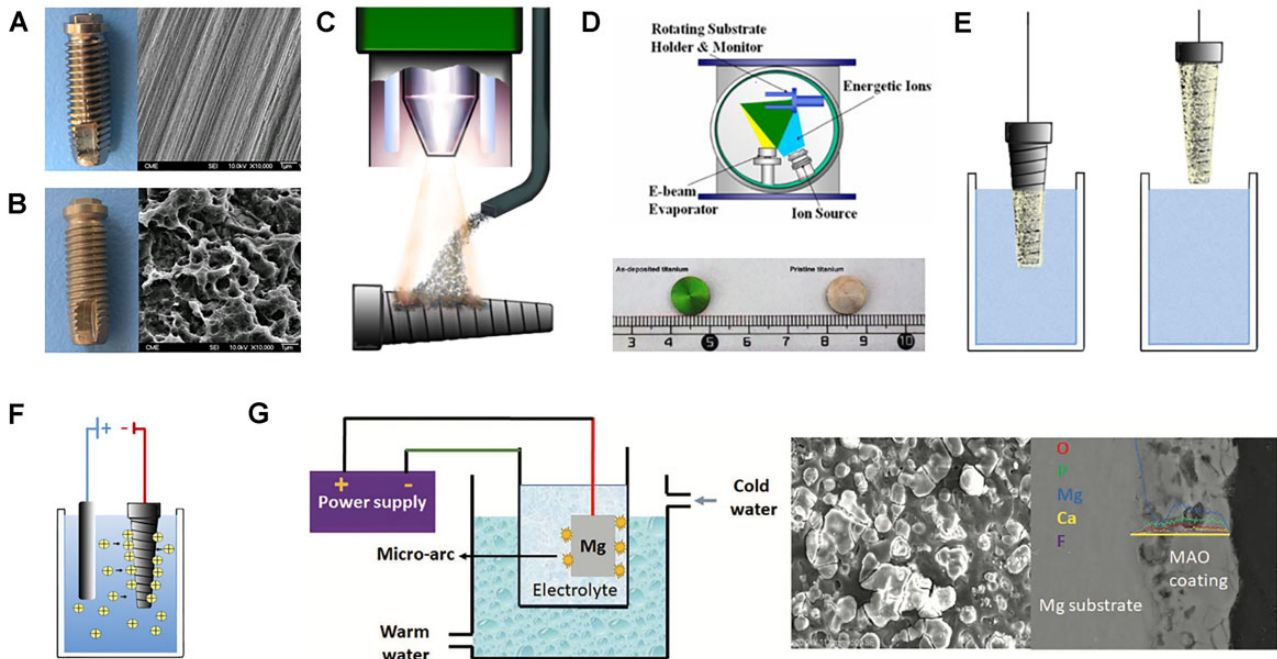 A
CME SEI 10.0kV X10,000 1µm
B
CME SEI 10.0kV X10,000 1µm
C
D
Rotating Substrate
Holder & Monitor
Energetic Ions
E-beam
Evaporator
Ion Source
As-deposited titanium
Pristine titanium
3 4 5 6 7 8 9 10
E
F
+ -
G
+ -
Power supply
Cold
water
Micro-arc
Mg
Electrolyte
Warm
water
O
P
Mg
Ca
F
MAO
coating
Mg substrate